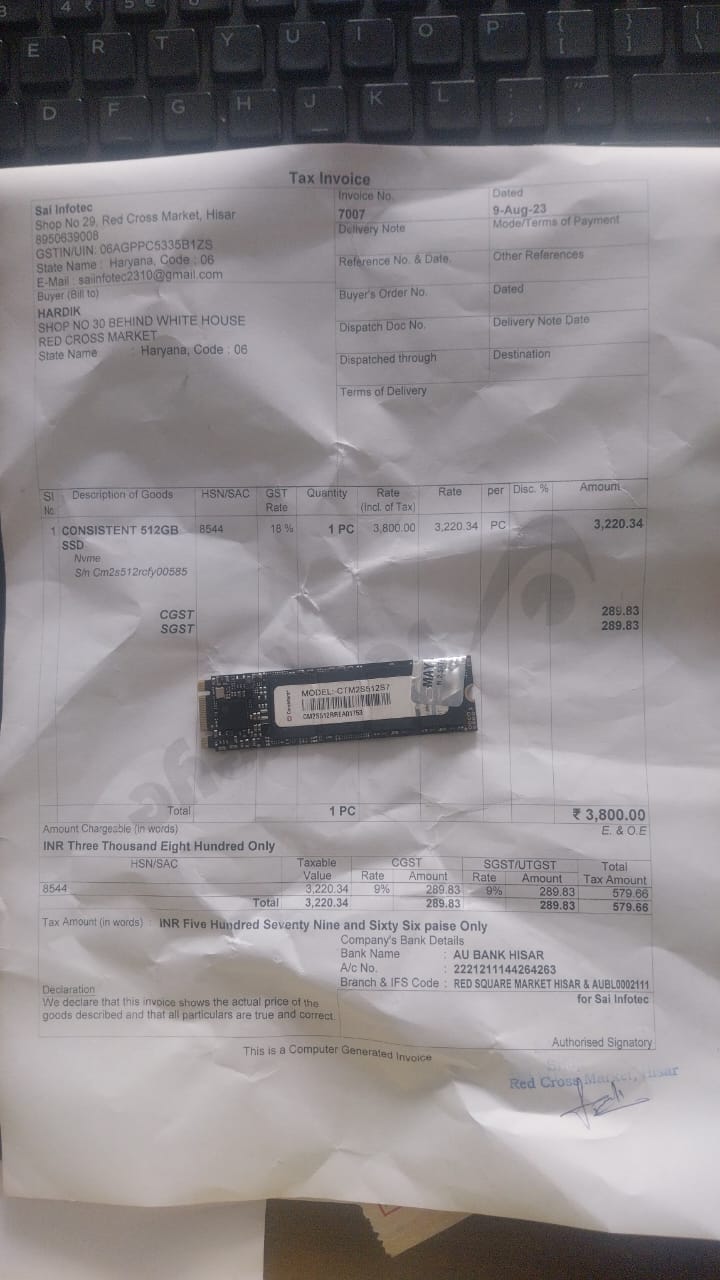 3 4 ₹ 5 € 8
E R T Y U I O P { [ } ] | \
D F G H J K L : ; " '
Tax Invoice
Sai Infotec
Shop No 29, Red Cross Market, Hisar
8950639008
GSTIN/UIN: 06AGPPC5335B1ZS
State Name : Haryana, Code : 06
E-Mail : saiinfotec2310@gmail.com
Buyer (Bill to)
HARDIK
SHOP NO 30 BEHIND WHITE HOUSE
RED CROSS MARKET
State Name : Haryana, Code : 06
Invoice No. Dated
7007 9-Aug-23
Delivery Note Mode/Terms of Payment
Reference No. & Date. Other References
Buyer's Order No. Dated
Dispatch Doc No. Delivery Note Date
Dispatched through Destination
Terms of Delivery
Sl No. Description of Goods HSN/SAC GST Rate Quantity Rate (Incl. of Tax) Rate per Disc. % Amount
1 CONSISTENT 512GB SSD 8544 18 % 1 PC 3,800.00 3,220.34 PC 3,220.34
Nvme
S/n Cm2s512rcfy00585
CGST 289.83
SGST 289.83
Consistent
MODEL:-CTM2S512S7
MAY
Total 1 PC ₹ 3,800.00
Amount Chargeable (in words) E. & O.E
INR Three Thousand Eight Hundred Only
HSN/SAC Taxable Value CGST SGST/UTGST Total Tax Amount
Rate Amount Rate Amount
8544 3,220.34 9% 289.83 9% 289.83 579.66
Total 3,220.34 289.83 289.83 579.66
Tax Amount (in words) : INR Five Hundred Seventy Nine and Sixty Six paise Only
Company's Bank Details
Bank Name : AU BANK HISAR
A/c No. : 2221211144264263
Branch & IFS Code : RED SQUARE MARKET HISAR & AUBL0002111
Declaration
We declare that this invoice shows the actual price of the
goods described and that all particulars are true and correct.
for Sai Infotec
Authorised Signatory
This is a Computer Generated Invoice
Red Cross Market, Hisar